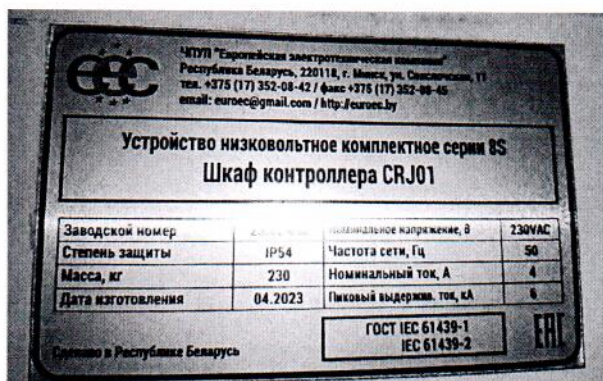 EEC
ЧПУП "Европейская электротехническая компания"
Республика Беларусь, 220118, г. Минск, ул. 11
тел. +375 (17) 352-08-42 / факс +375 (17) 352-08-45
email: euroec@gmail.com / http://euroec.by
Устройство низковольтное комплектное серии 8S
Шкаф контроллера CRJ01
Заводской номер Номинальное напряжение, В 230VAC
Степень защиты IP54 Частота сети, Гц 50
Масса, кг 230 Номинальный ток, А 4
Дата изготовления 04.2023 Пиковый выдержив. ток, кА 6
ГОСТ IEC 61439-1
IEC 61439-2
EAC
Сделано в Республике Беларусь